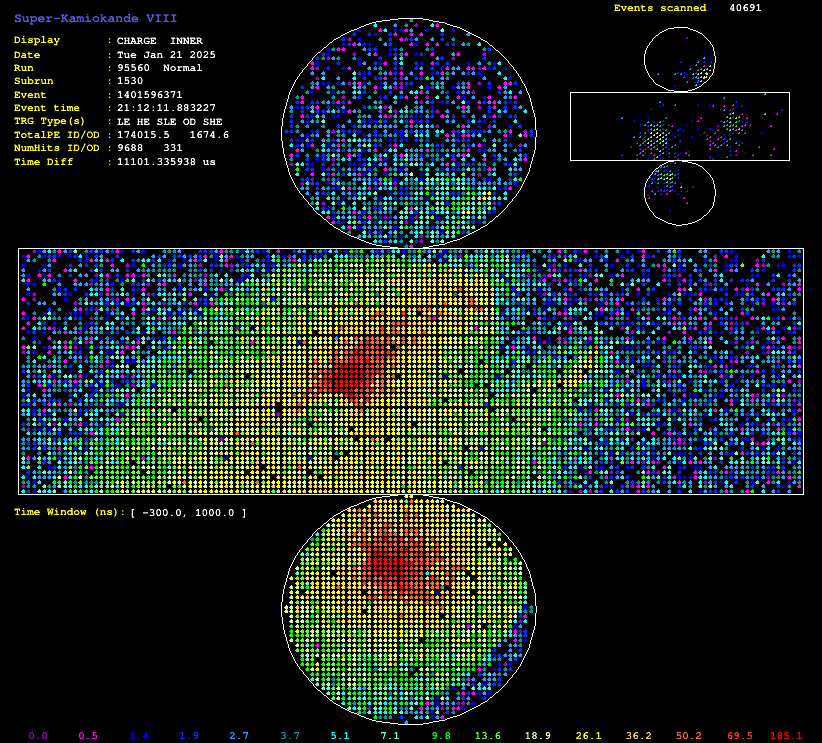 Super-Kamiokande VIII
Events scanned 40691
Display : CHARGE INNER
Date : Tue Jan 21 2025
Run : 95560 Normal
Subrun : 1530
Event : 1401596371
Event time : 21:12:11.883227
TRG Type(s) : LE HE SLE OD SHE
TotalPE ID/OD : 174015.5 1674.6
NumHits ID/OD : 9688 331
Time Diff : 11101.335938 us
Time Window (ns): [ -300.0, 1000.0 ]
0.0 0.5 1.4 1.9 2.7 3.7 5.1 7.1 9.8 13.6 18.9 26.1 36.2 50.2 69.5 185.1